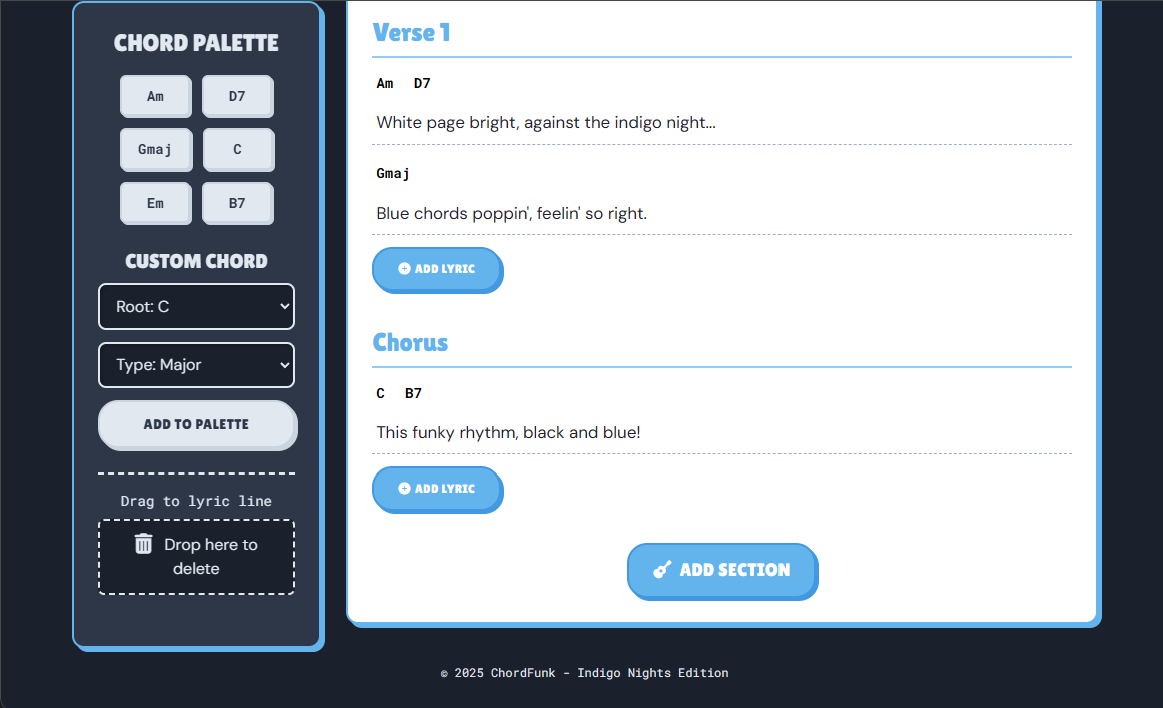 CHORD PALETTE
Am D7
Gmaj C
Em B7
CUSTOM CHORD
Root: C
Type: Major
ADD TO PALETTE
Drag to lyric line
Drop here to
delete
Verse 1
Am D7
White page bright, against the indigo night...
Gmaj
Blue chords poppin', feelin' so right.
ADD LYRIC
Chorus
C B7
This funky rhythm, black and blue!
ADD LYRIC
ADD SECTION
© 2025 ChordFunk - Indigo Nights Edition